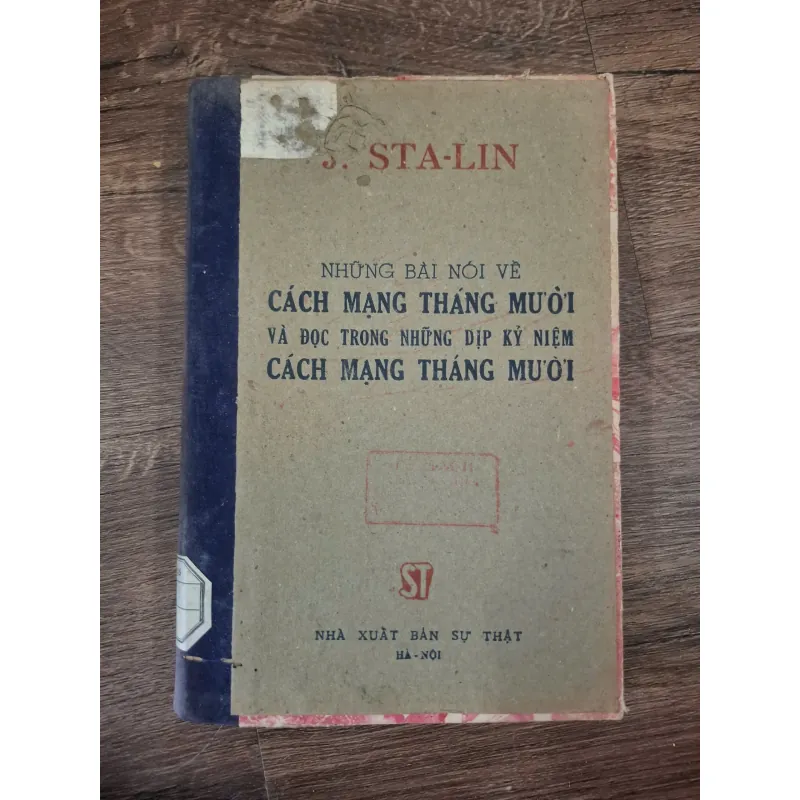 J. STA-LIN
NHỮNG BÀI NÓI VỀ
CÁCH MẠNG THÁNG MƯỜI
VÀ ĐỌC TRONG NHỮNG DỊP KỶ NIỆM
CÁCH MẠNG THÁNG MƯỜI
ST
NHÀ XUẤT BẢN SỰ THẬT
HÀ-NỘI